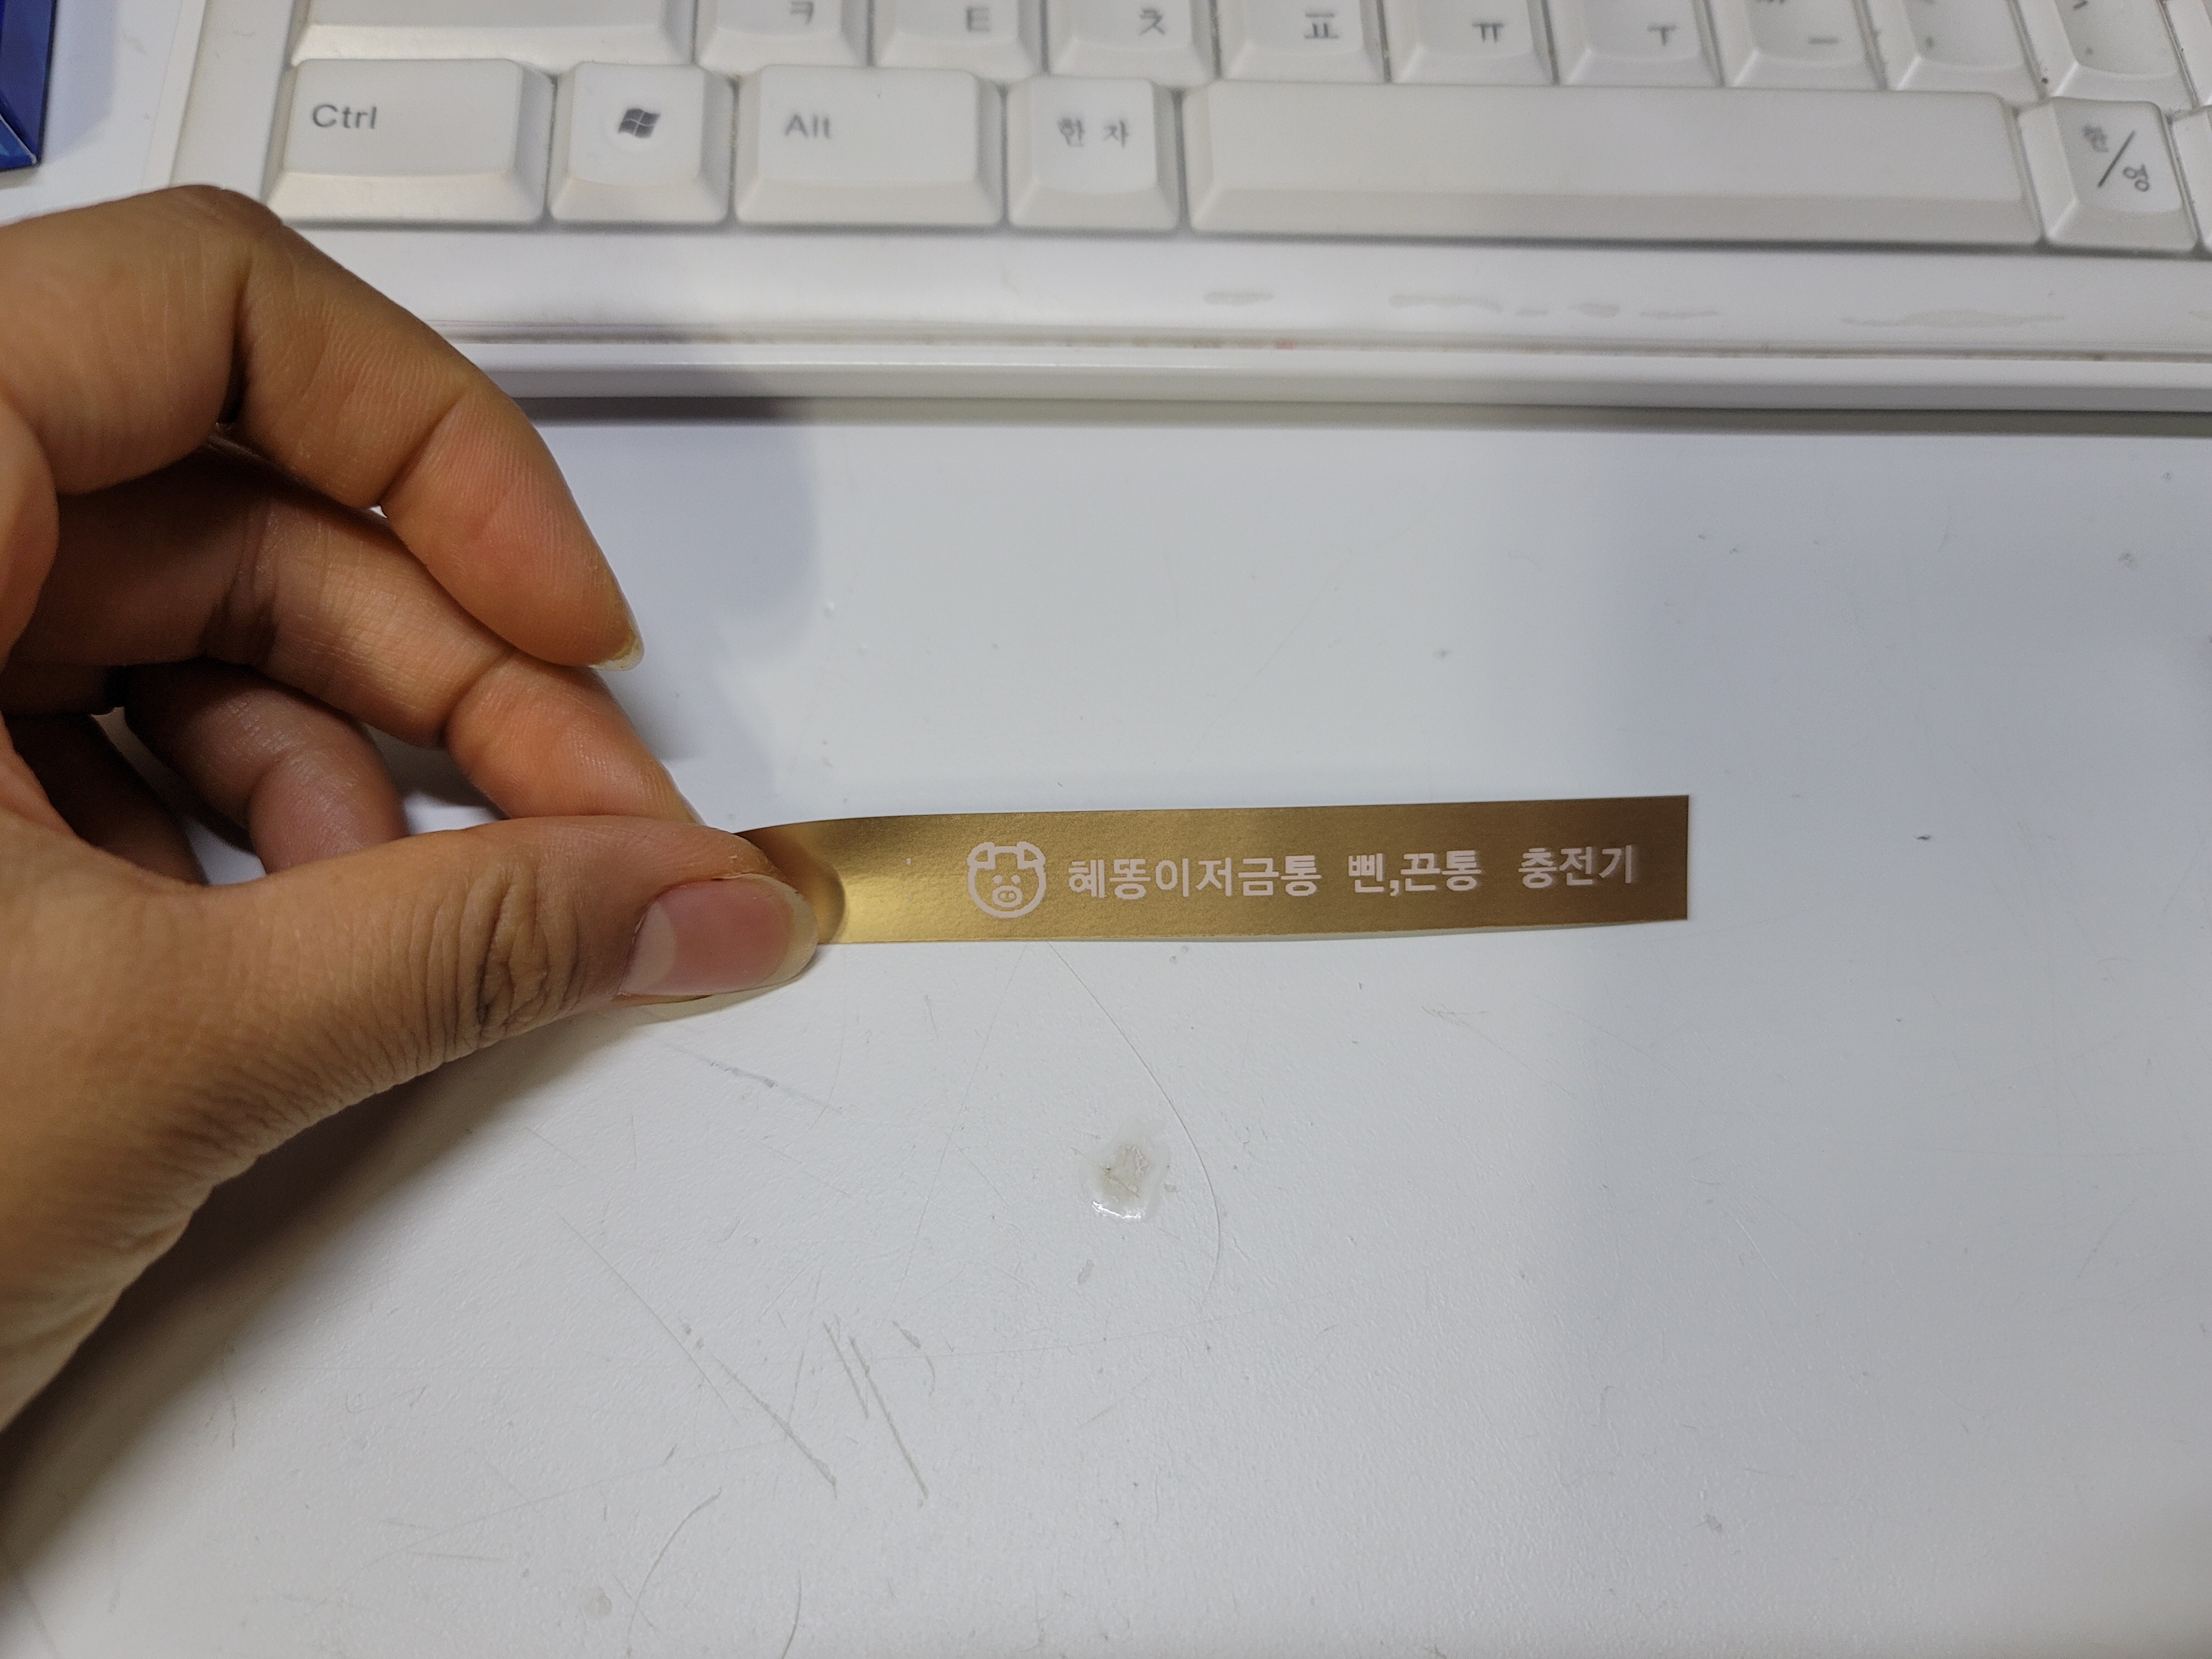 ㅋ ㅌ ㅊ ㅍ ㅠ ㅜ ㅡ
Ctrl Alt 한자 한/영
혜똥이저금통 삔,끈통 충전기